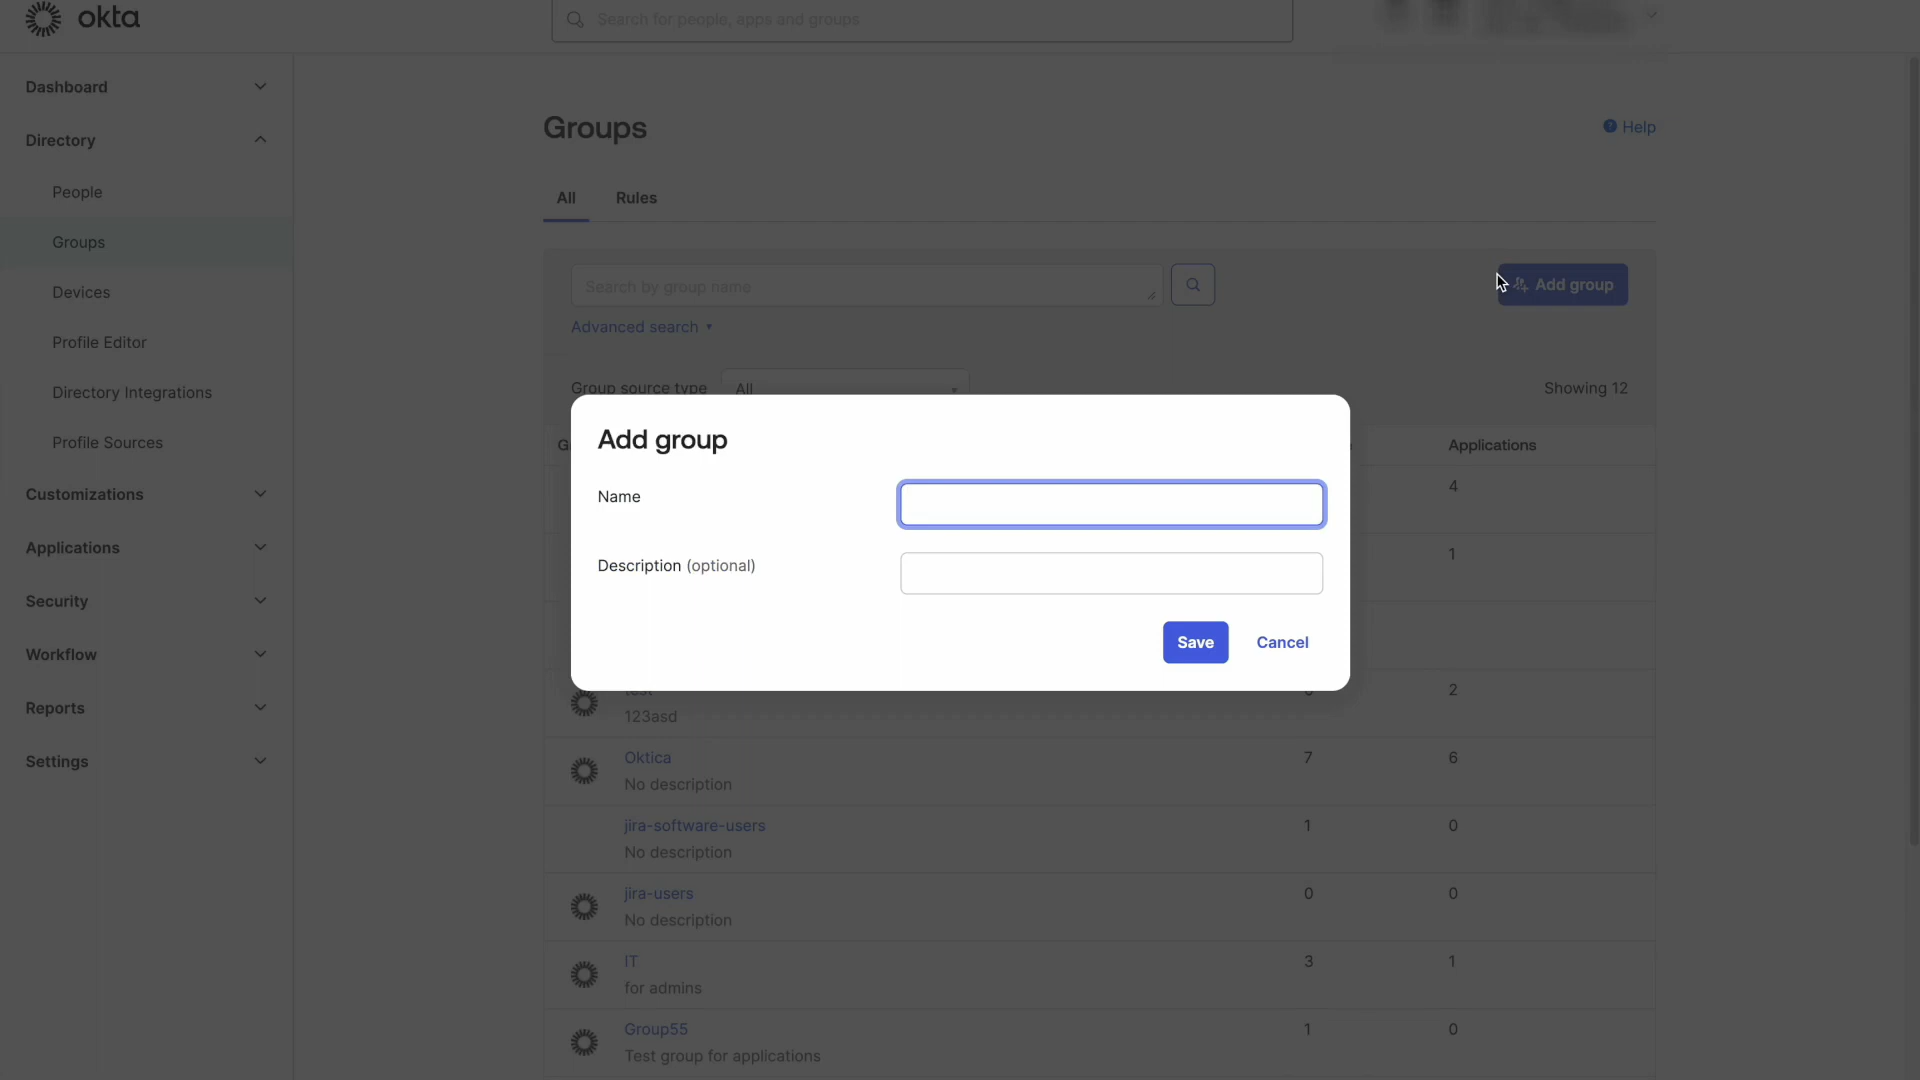 okta
Search for people, apps and groups
Dashboard
Directory
People
Groups
Devices
Profile Editor
Directory Integrations
Profile Sources
Customizations
Applications
Security
Workflow
Reports
Settings
Groups
Help
All
Rules
Search by group name
Add group
Advanced search
Group source type
All
Showing 12
Applications
4
1
Add group
Name
Description (optional)
Save
Cancel
test
2
123asd
Oktica
7
6
No description
jira-software-users
1
0
No description
jira-users
0
0
No description
IT
3
1
for admins
Group55
1
0
Test group for applications